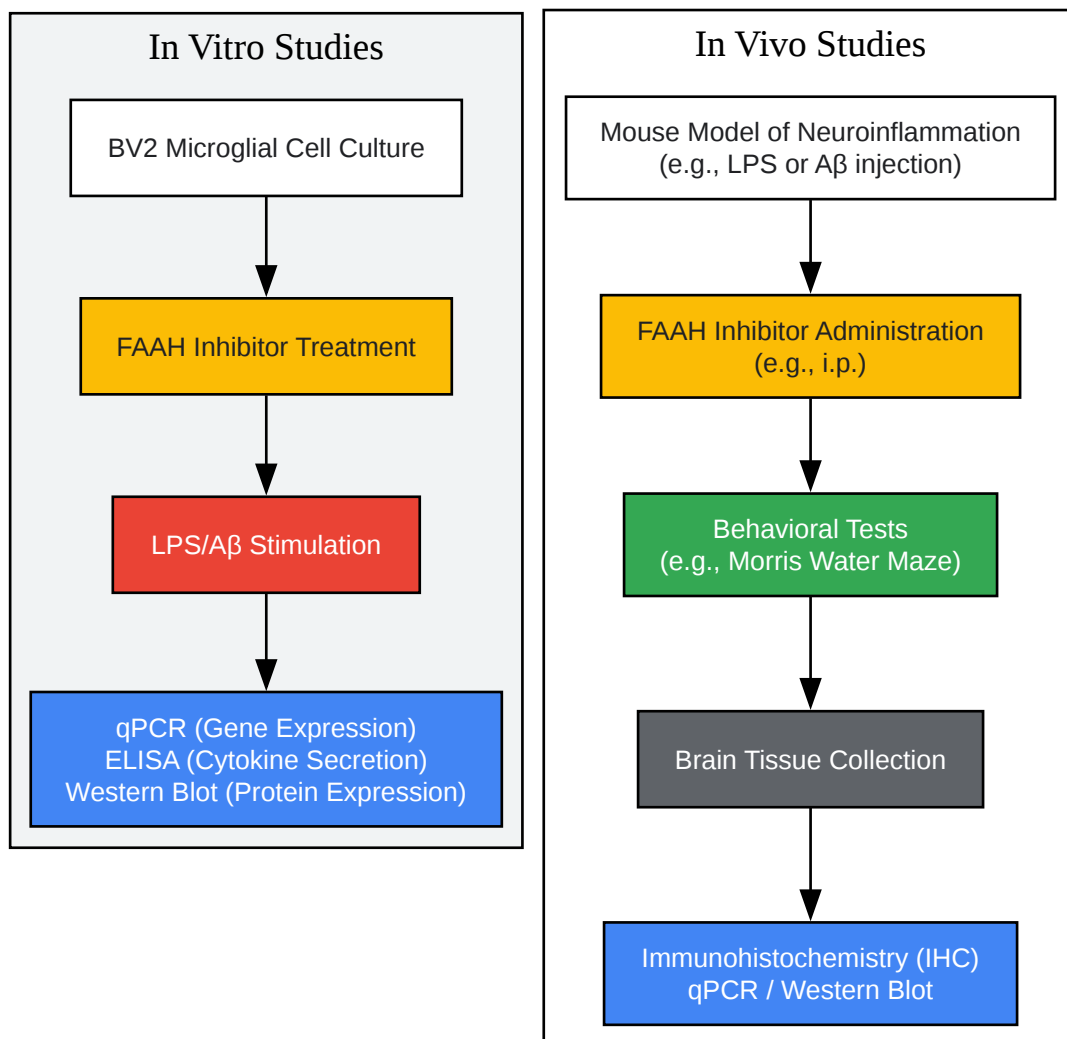 In Vitro Studies
BV2 Microglial Cell Culture
FAAH Inhibitor Treatment
LPS/Aβ Stimulation
qPCR (Gene Expression)
ELISA (Cytokine Secretion)
Western Blot (Protein Expression)
In Vivo Studies
Mouse Model of Neuroinflammation
(e.g., LPS or Aβ injection)
FAAH Inhibitor Administration
(e.g., i.p.)
Behavioral Tests
(e.g., Morris Water Maze)
Brain Tissue Collection
Immunohistochemistry (IHC)
qPCR / Western Blot